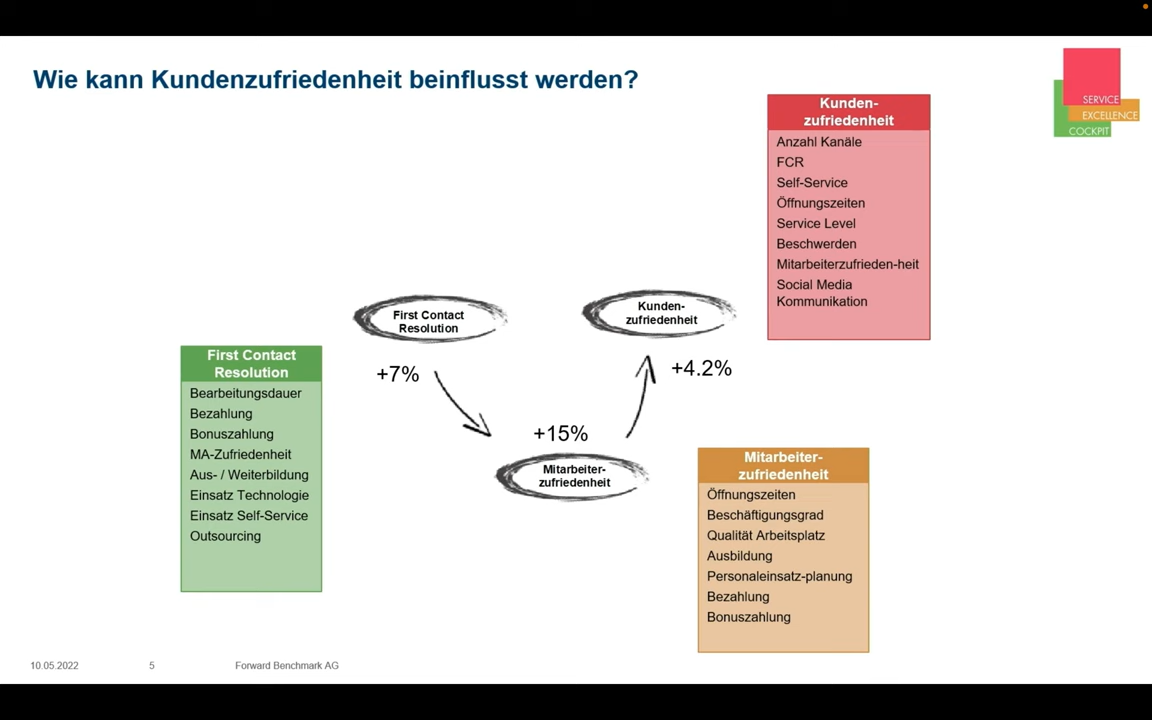 Wie kann Kundenzufriedenheit beinflusst werden?
SERVICE
EXCELLENCE
COCKPIT
Kunden-
zufriedenheit
Anzahl Kanäle
FCR
Self-Service
Öffnungszeiten
Service Level
Beschwerden
Mitarbeiterzufrieden-heit
Social Media
Kommunikation
First Contact
Resolution
Kunden-
zufriedenheit
+7%
+4.2%
+15%
Mitarbeiter-
zufriedenheit
First Contact
Resolution
Bearbeitungsdauer
Bezahlung
Bonuszahlung
MA-Zufriedenheit
Aus- / Weiterbildung
Einsatz Technologie
Einsatz Self-Service
Outsourcing
Mitarbeiter-
zufriedenheit
Öffnungszeiten
Beschäftigungsgrad
Qualität Arbeitsplatz
Ausbildung
Personaleinsatz-planung
Bezahlung
Bonuszahlung
10.05.2022
5
Forward Benchmark AG